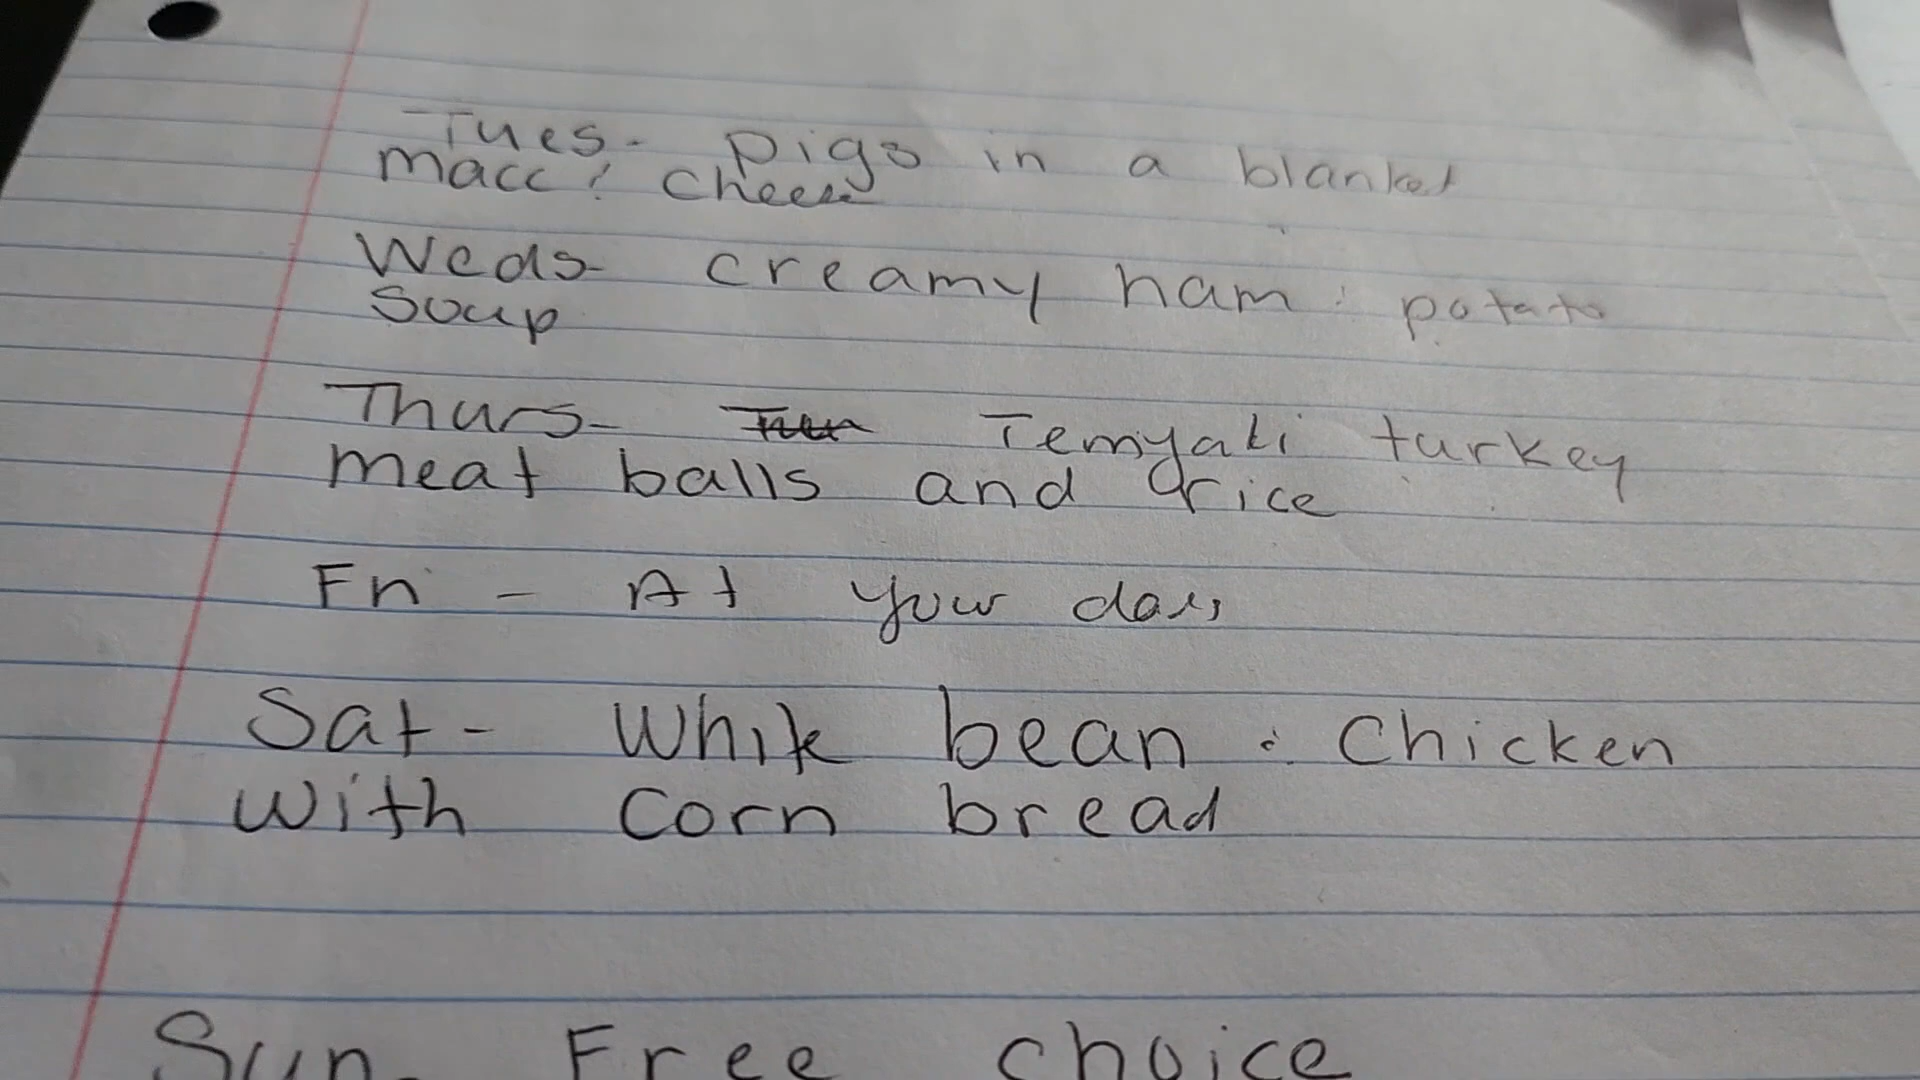 Tues- Pigs in a blanket
macc & cheese
Weds- creamy ham & potato
Soup
Thurs- Teriyaki turkey
meat balls and rice
Fri - At your
Sat- White bean & Chicken
with corn bread
Sun- Free choice